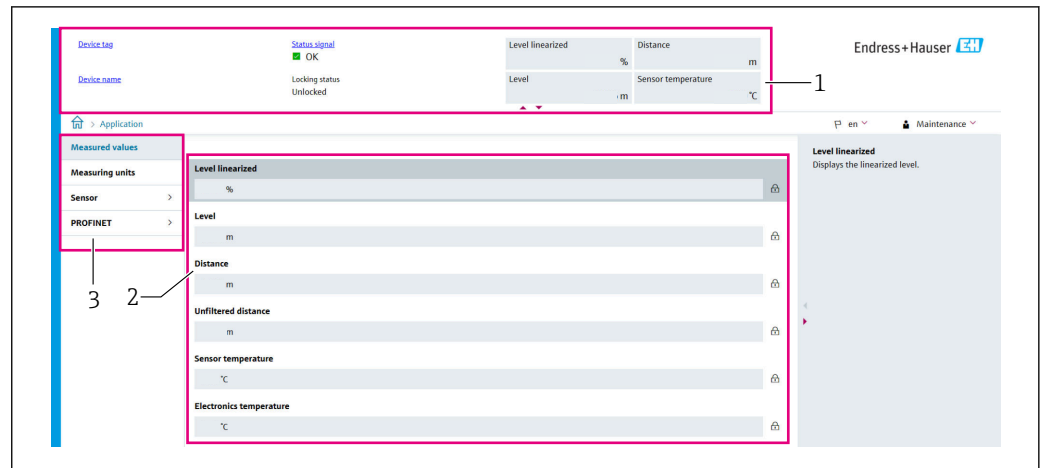 Device tag
Status signal
OK
Level linearized
%
Distance
m
Endress+Hauser EH
Device name
Locking status
Unlocked
Level
m
Sensor temperature
°C
1
> Application
en
Maintenance
Measured values
Measuring units
Sensor >
PROFINET >
3
2
Level linearized
%
Level
m
Distance
m
Unfiltered distance
m
Sensor temperature
°C
Electronics temperature
°C
Level linearized
Displays the linearized level.